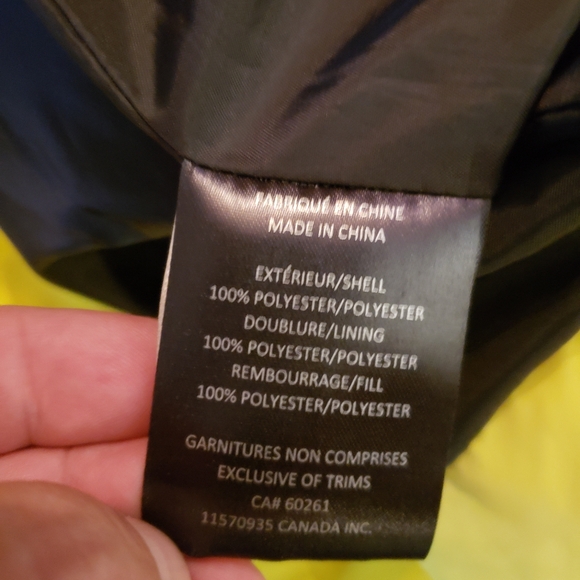 FABRIQUÉ EN CHINE
MADE IN CHINA
EXTÉRIEUR/SHELL
100% POLYESTER/POLYESTER
DOUBLURE/LINING
100% POLYESTER/POLYESTER
REMBOURRAGE/FILL
100% POLYESTER/POLYESTER
GARNITURES NON COMPRISES
EXCLUSIVE OF TRIMS
CA# 60261
11570935 CANADA INC.